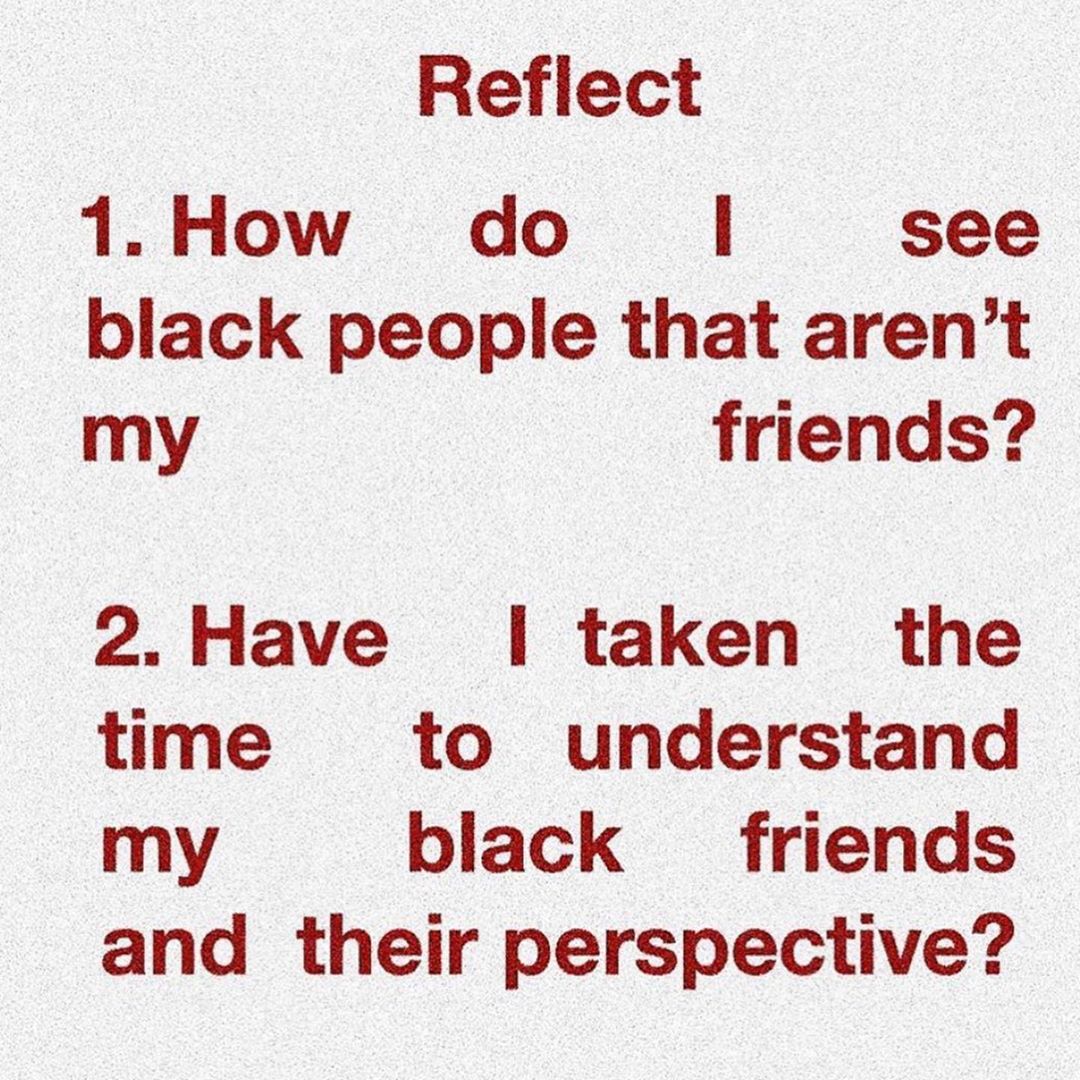 Reflect
1. How do I see
black people that aren’t
my friends?
2. Have I taken the
time to understand
my black friends
and their perspective?